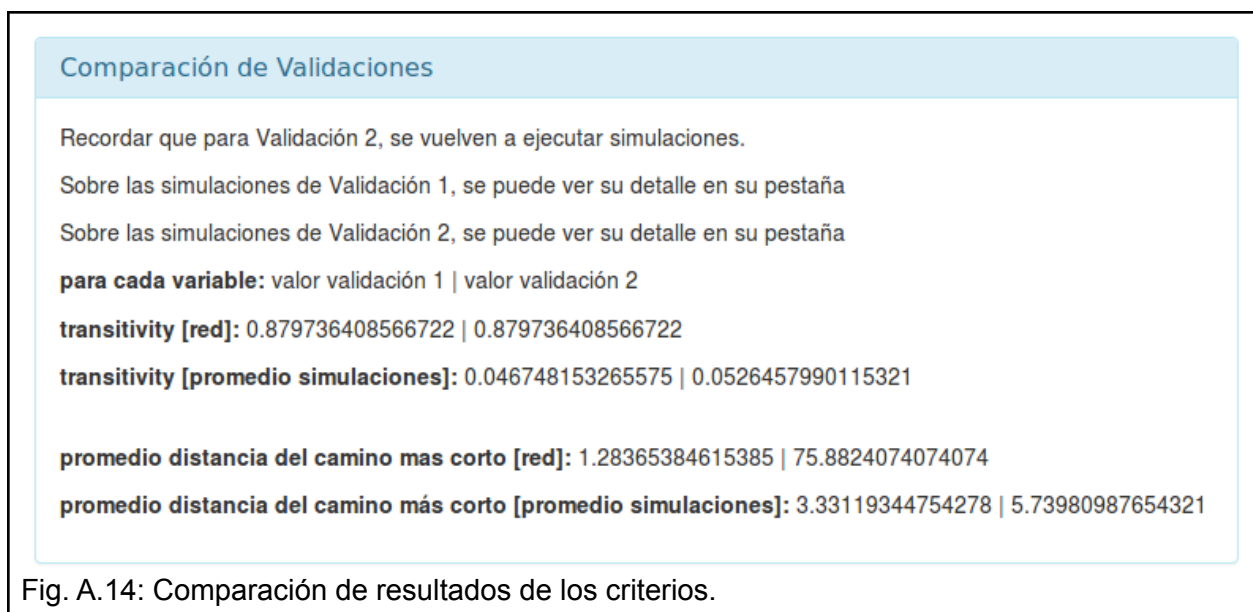 Comparación de Validaciones
Recordar que para Validación 2, se vuelven a ejecutar simulaciones.
Sobre las simulaciones de Validación 1, se puede ver su detalle en su pestaña
Sobre las simulaciones de Validación 2, se puede ver su detalle en su pestaña
para cada variable: valor validación 1 | valor validación 2
transitivity [red]: 0.879736408566722 | 0.879736408566722
transitivity [promedio simulaciones]: 0.046748153265575 | 0.0526457990115321
promedio distancia del camino mas corto [red]: 1.28365384615385 | 75.8824074074074
promedio distancia del camino más corto [promedio simulaciones]: 3.33119344754278 | 5.73980987654321
Fig. A.14: Comparación de resultados de los criterios.